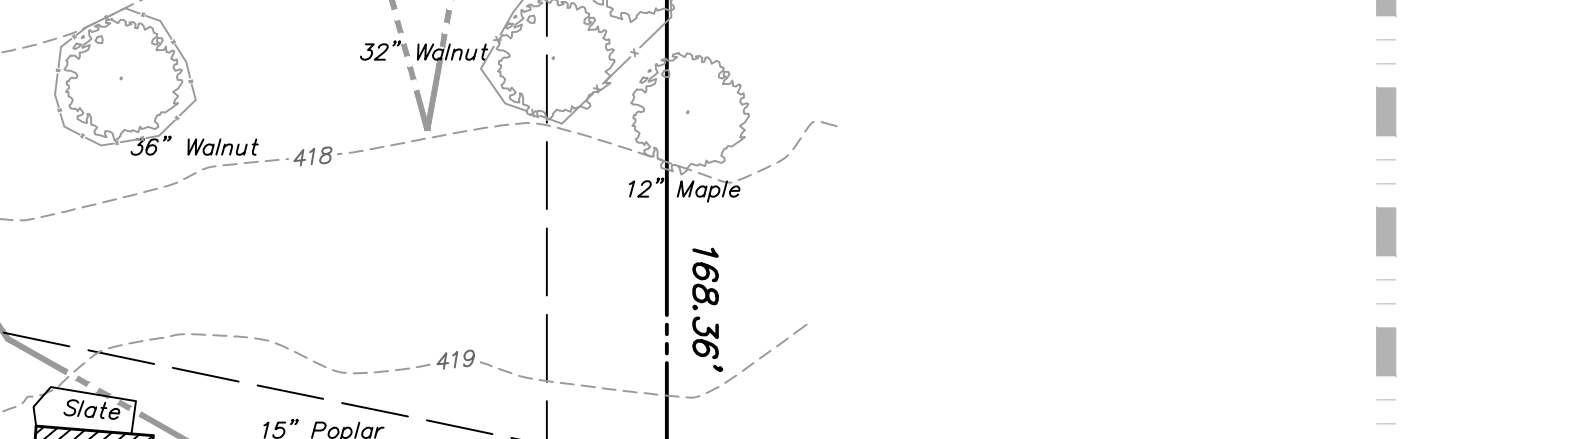 32" Walnut
36" Walnut
418
12" Maple
168.36'
419
Slate
15" Poplar